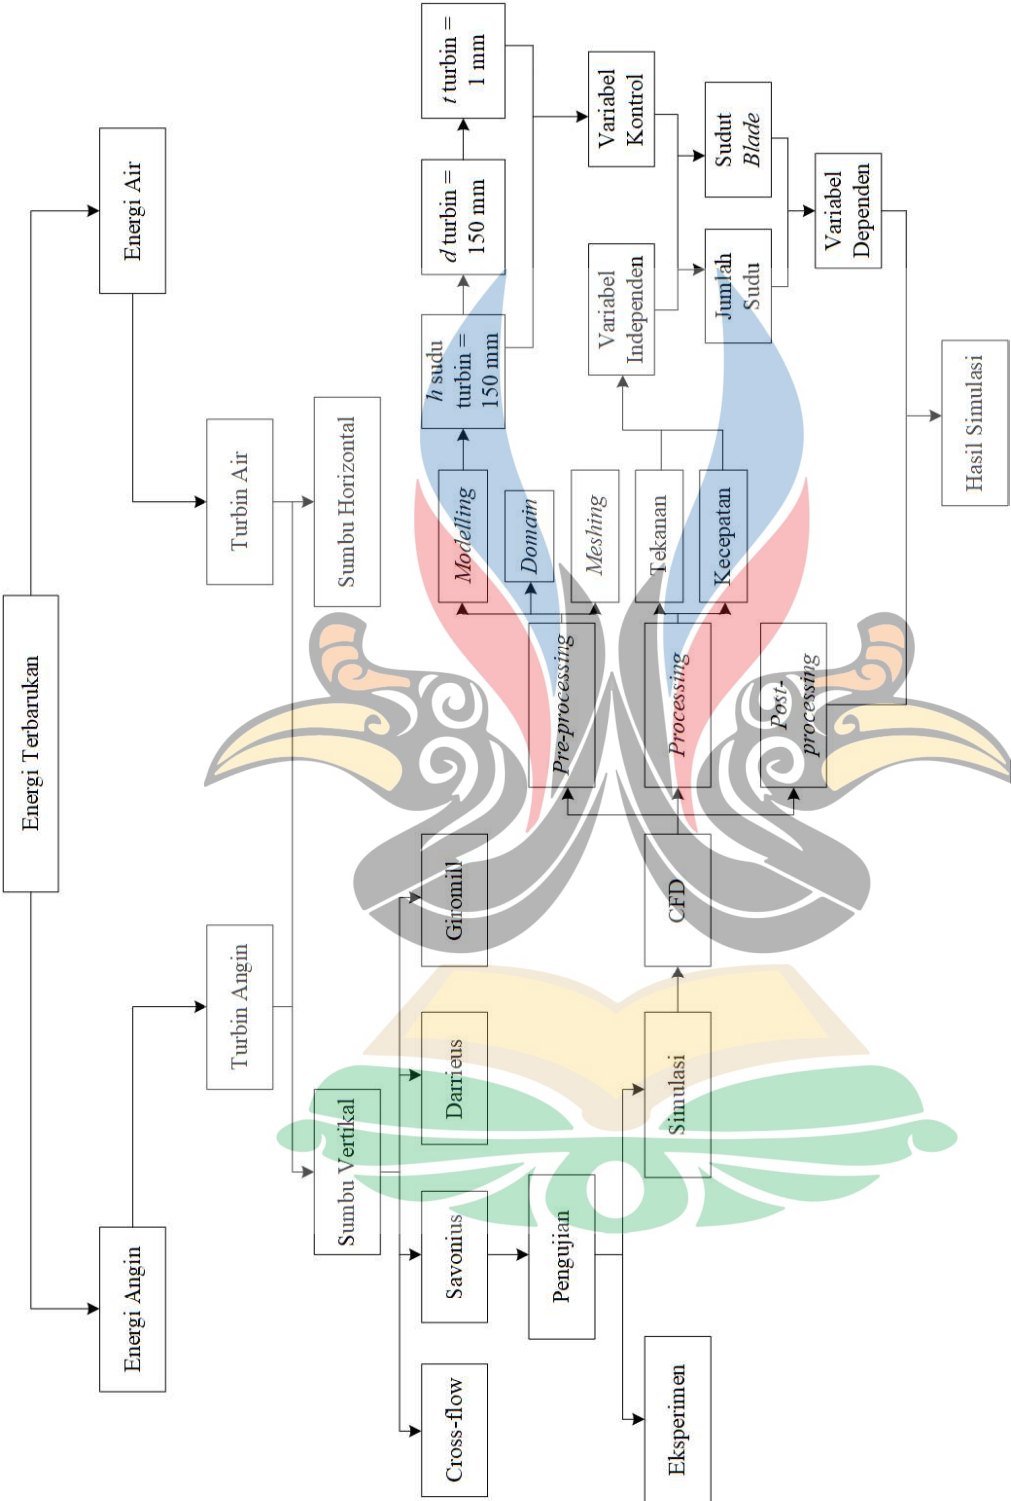 Energi Terbarukan
Energi Angin
Energi Air
Turbin Angin
Turbin Air
Sumbu Vertikal
Sumbu Horizontal
Cross-flow
Savonius
Darrieus
Giromill
Pengujian
Eksperimen
Simulasi
CFD
Pre-processing
Processing
Post-
processing
Modelling
Domain
Meshing
Tekanan
Kecepatan
h sudu
turbin =
150 mm
d turbin =
150 mm
t turbin =
1 mm
Variabel
Independen
Variabel
Kontrol
Jumlah
Sudu
Sudut
Blade
Variabel
Dependen
Hasil Simulasi